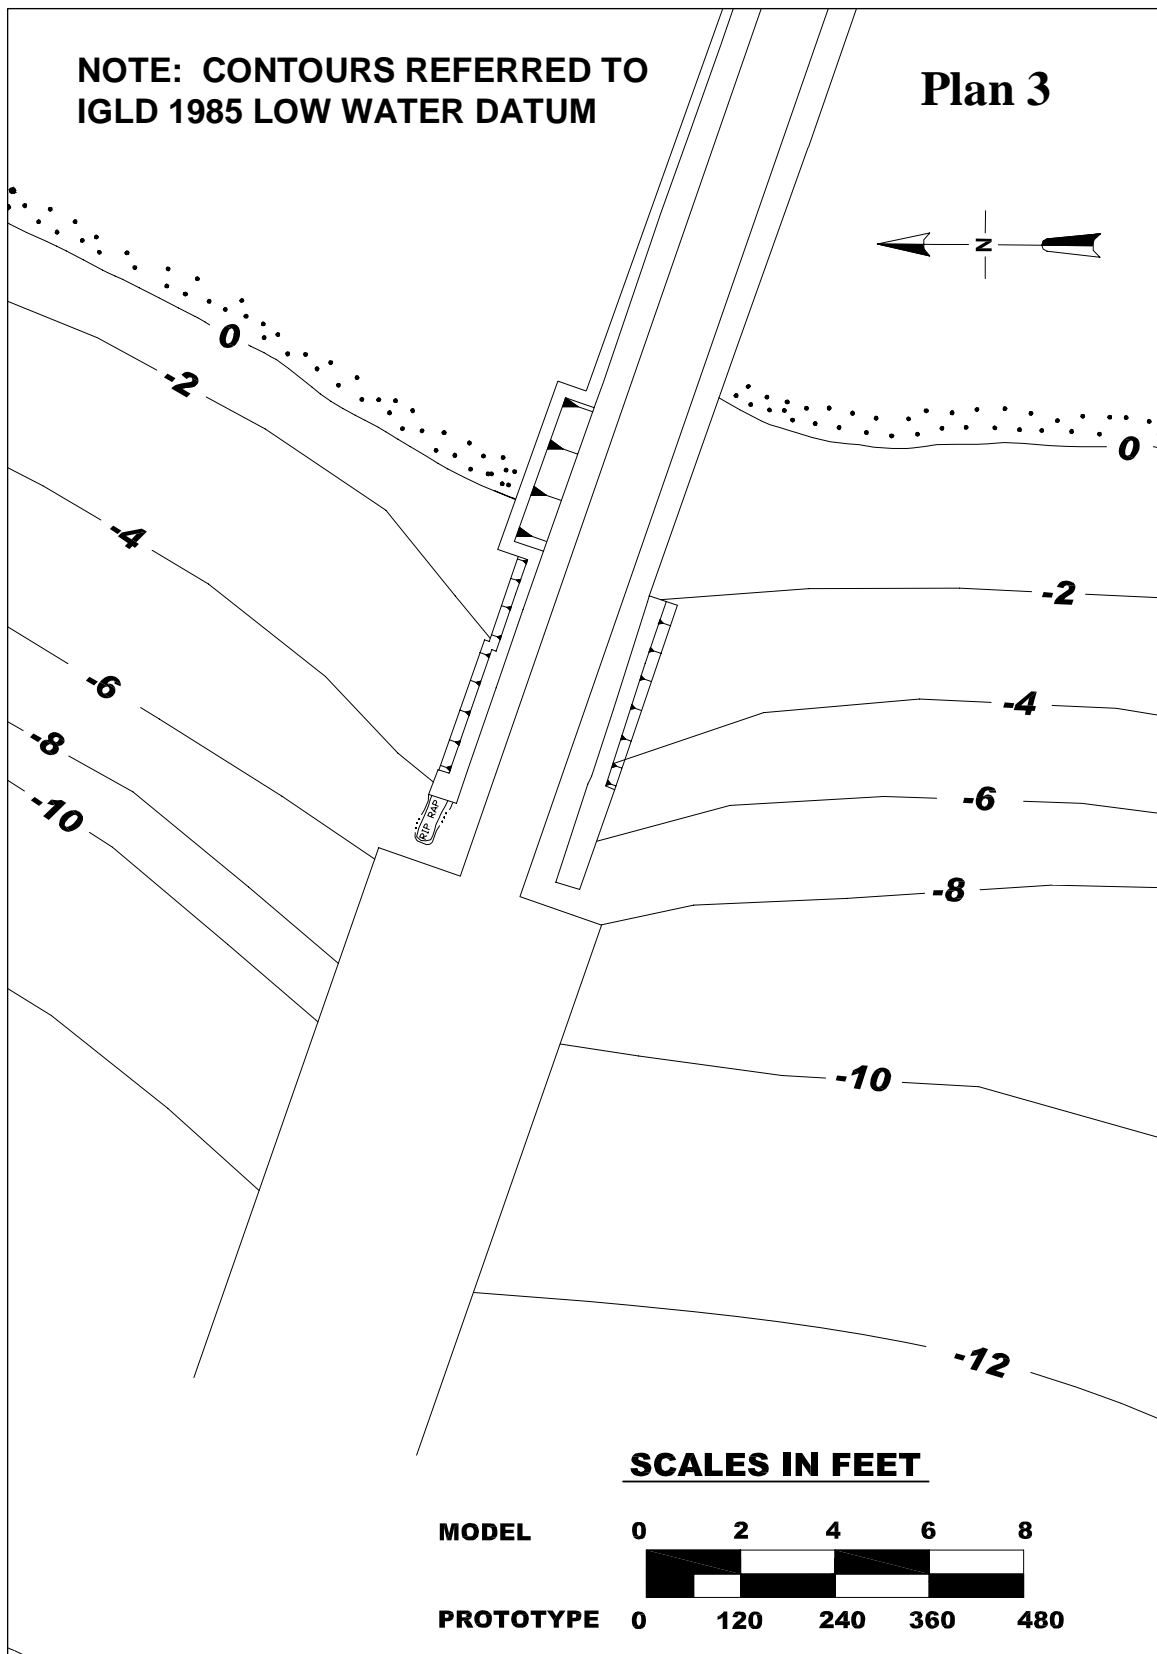 NOTE: CONTOURS REFERRED TO
IGLD 1985 LOW WATER DATUM
Plan 3
N
0
-2
0
-4
-2
-6
-4
-8
-10
-6
RIP RAP
-8
-10
-12
SCALES IN FEET
MODEL 0 2 4 6 8
PROTOTYPE 0 120 240 360 480